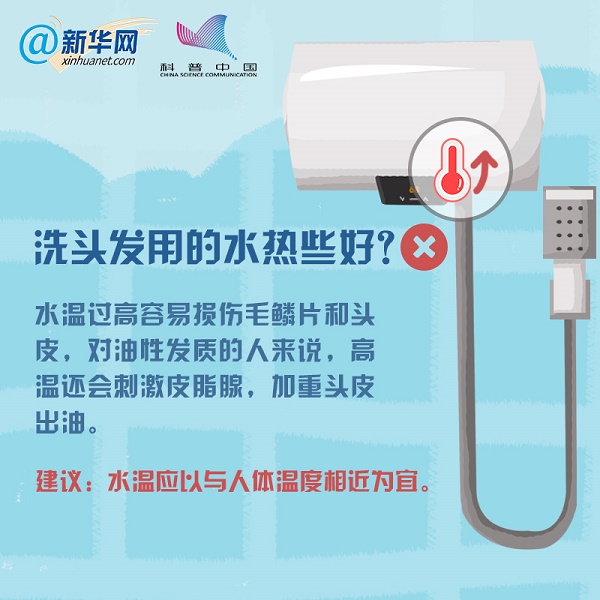 @新华网
xinhuanet.com
科普中国
CHINA SCIENCE COMMUNICATION
洗头发用的水热些好?
水温过高容易损伤毛鳞片和头
皮，对油性发质的人来说，高
温还会刺激皮脂腺，加重头皮
出油。
建议：水温应以与人体温度相近为宜。